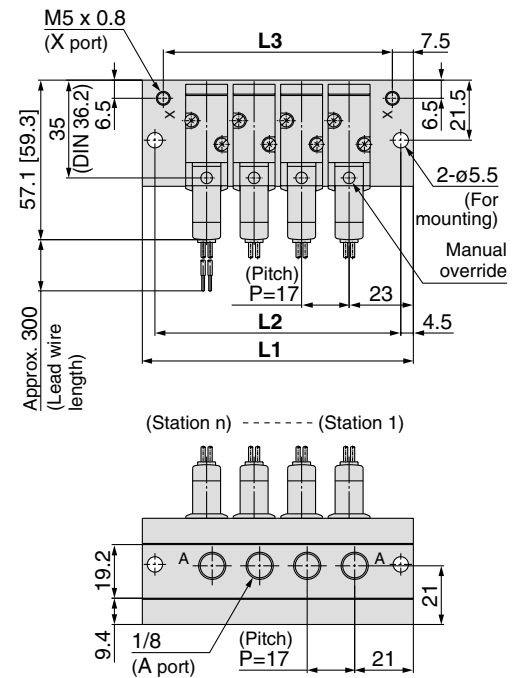 M5 x 0.8
(X port)
L3
7.5
6.5
35
(DIN 36.2)
57.1 [59.3]
X
X
6.5
21.5
2-ø5.5
(For
mounting)
Manual
override
(Pitch)
P=17
23
L2
4.5
L1
Approx. 300
(Lead wire
length)
(Station n) ------- (Station 1)
A
A
19.2
9.4
21
1/8
(A port)
(Pitch)
P=17
21